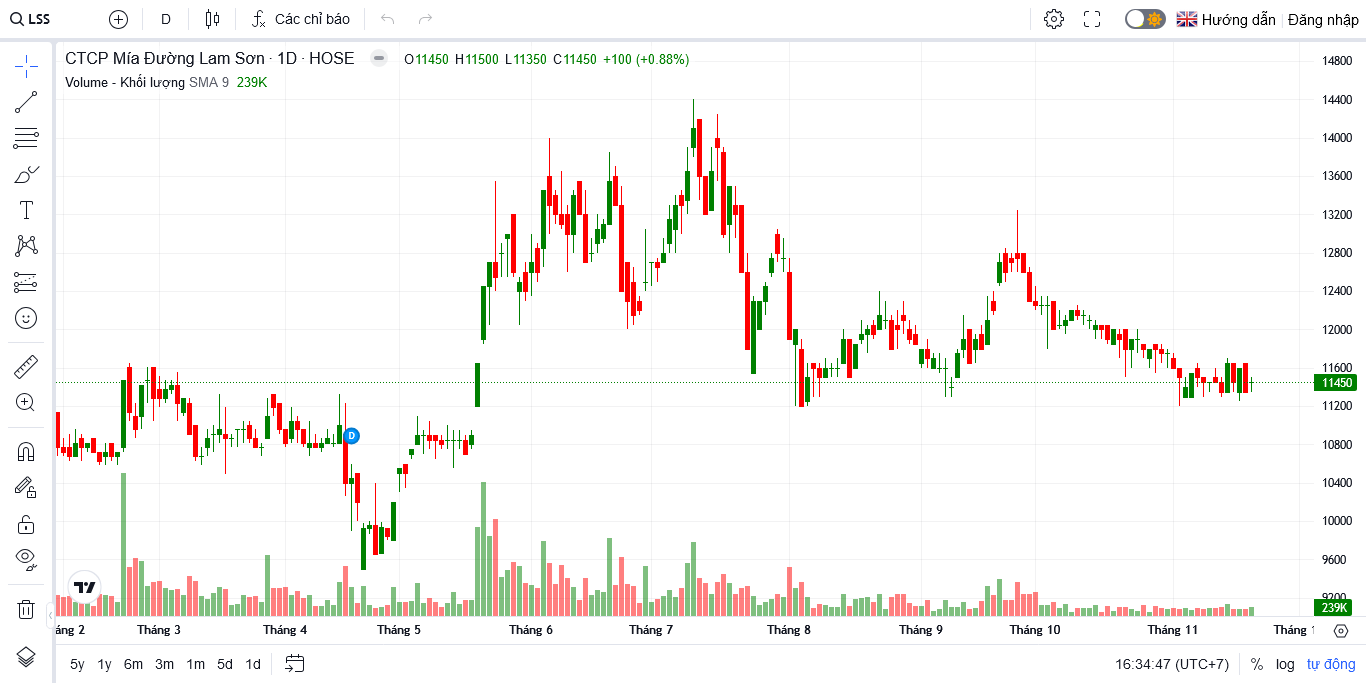 LSS D Các chỉ báo Hướng dẫn Đăng nhập
CTCP Mía Đường Lam Sơn · 1D · HOSE O11450 H11500 L11350 C11450 +100 (+0.88%)
Volume - Khối lượng SMA 9 239K
14800
14400
14000
13600
13200
12800
12400
12000
11600
11450
11200
D
10800
10400
10000
9600
9200
239K
áng 2 Tháng 3 Tháng 4 Tháng 5 Tháng 6 Tháng 7 Tháng 8 Tháng 9 Tháng 10 Tháng 11 Tháng 1
5y 1y 6m 3m 1m 5d 1d 16:34:47 (UTC+7) % log tự động